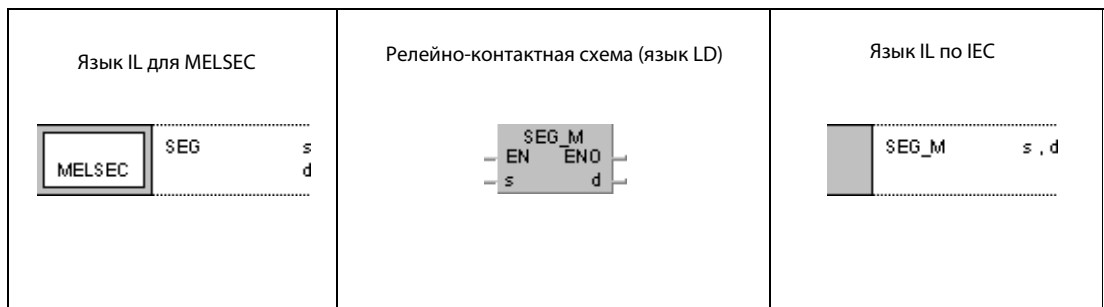 Язык IL для MELSEC
MELSEC
SEG s
d
Релейно-контактная схема (язык LD)
SEG_M
EN ENO
s d
Язык IL по IEC
SEG_M s , d